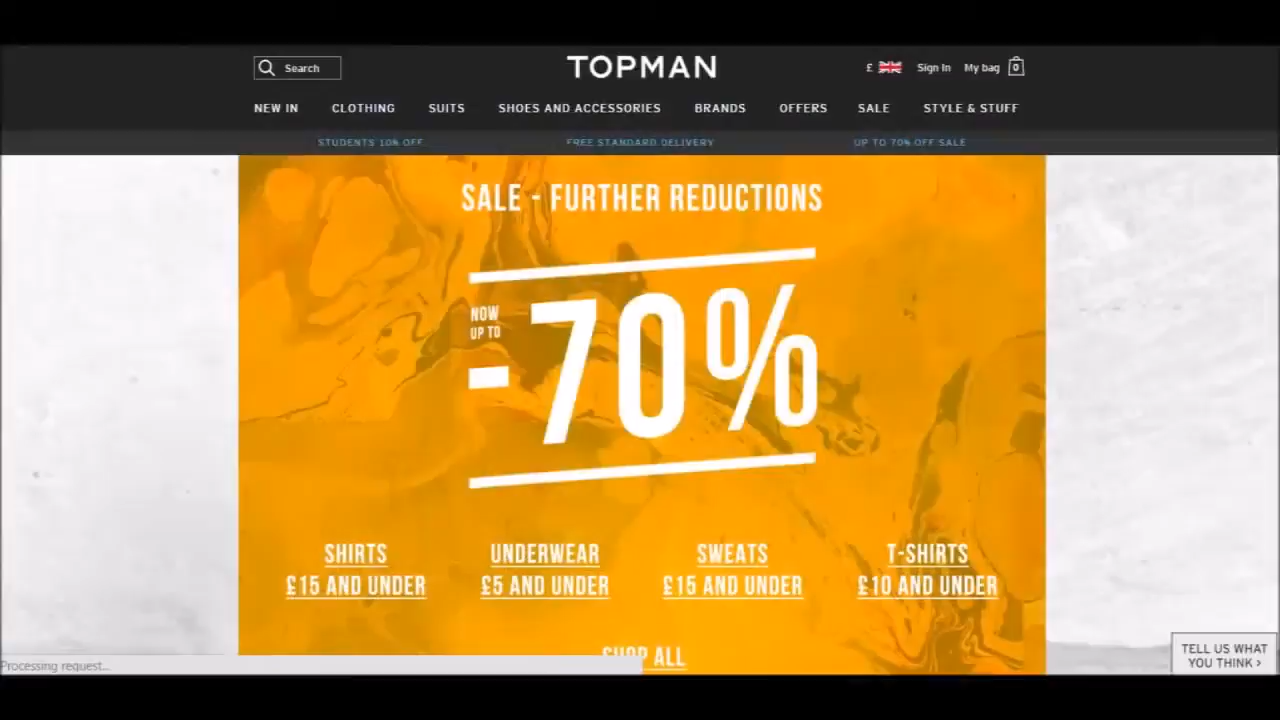 Search
TOPMAN
£
Sign In
My bag
0
NEW IN
CLOTHING
SUITS
SHOES AND ACCESSORIES
BRANDS
OFFERS
SALE
STYLE & STUFF
STUDENTS 10% OFF
FREE STANDARD DELIVERY
UP TO 70% OFF SALE
SALE - FURTHER REDUCTIONS
NOW
UP TO
-70%
SHIRTS
£15 AND UNDER
UNDERWEAR
£5 AND UNDER
SWEATS
£15 AND UNDER
T-SHIRTS
£10 AND UNDER
SHOP ALL
Processing request...
TELL US WHAT
YOU THINK >